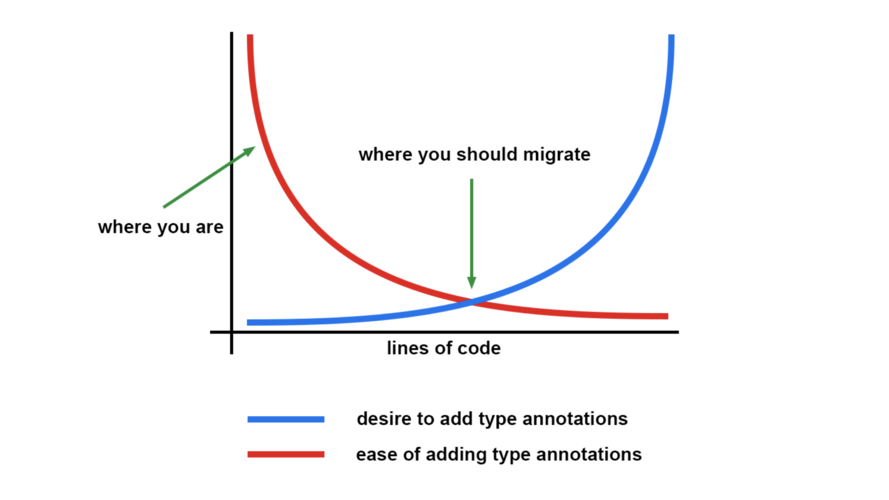 where you should migrate
where you are
lines of code
desire to add type annotations
ease of adding type annotations